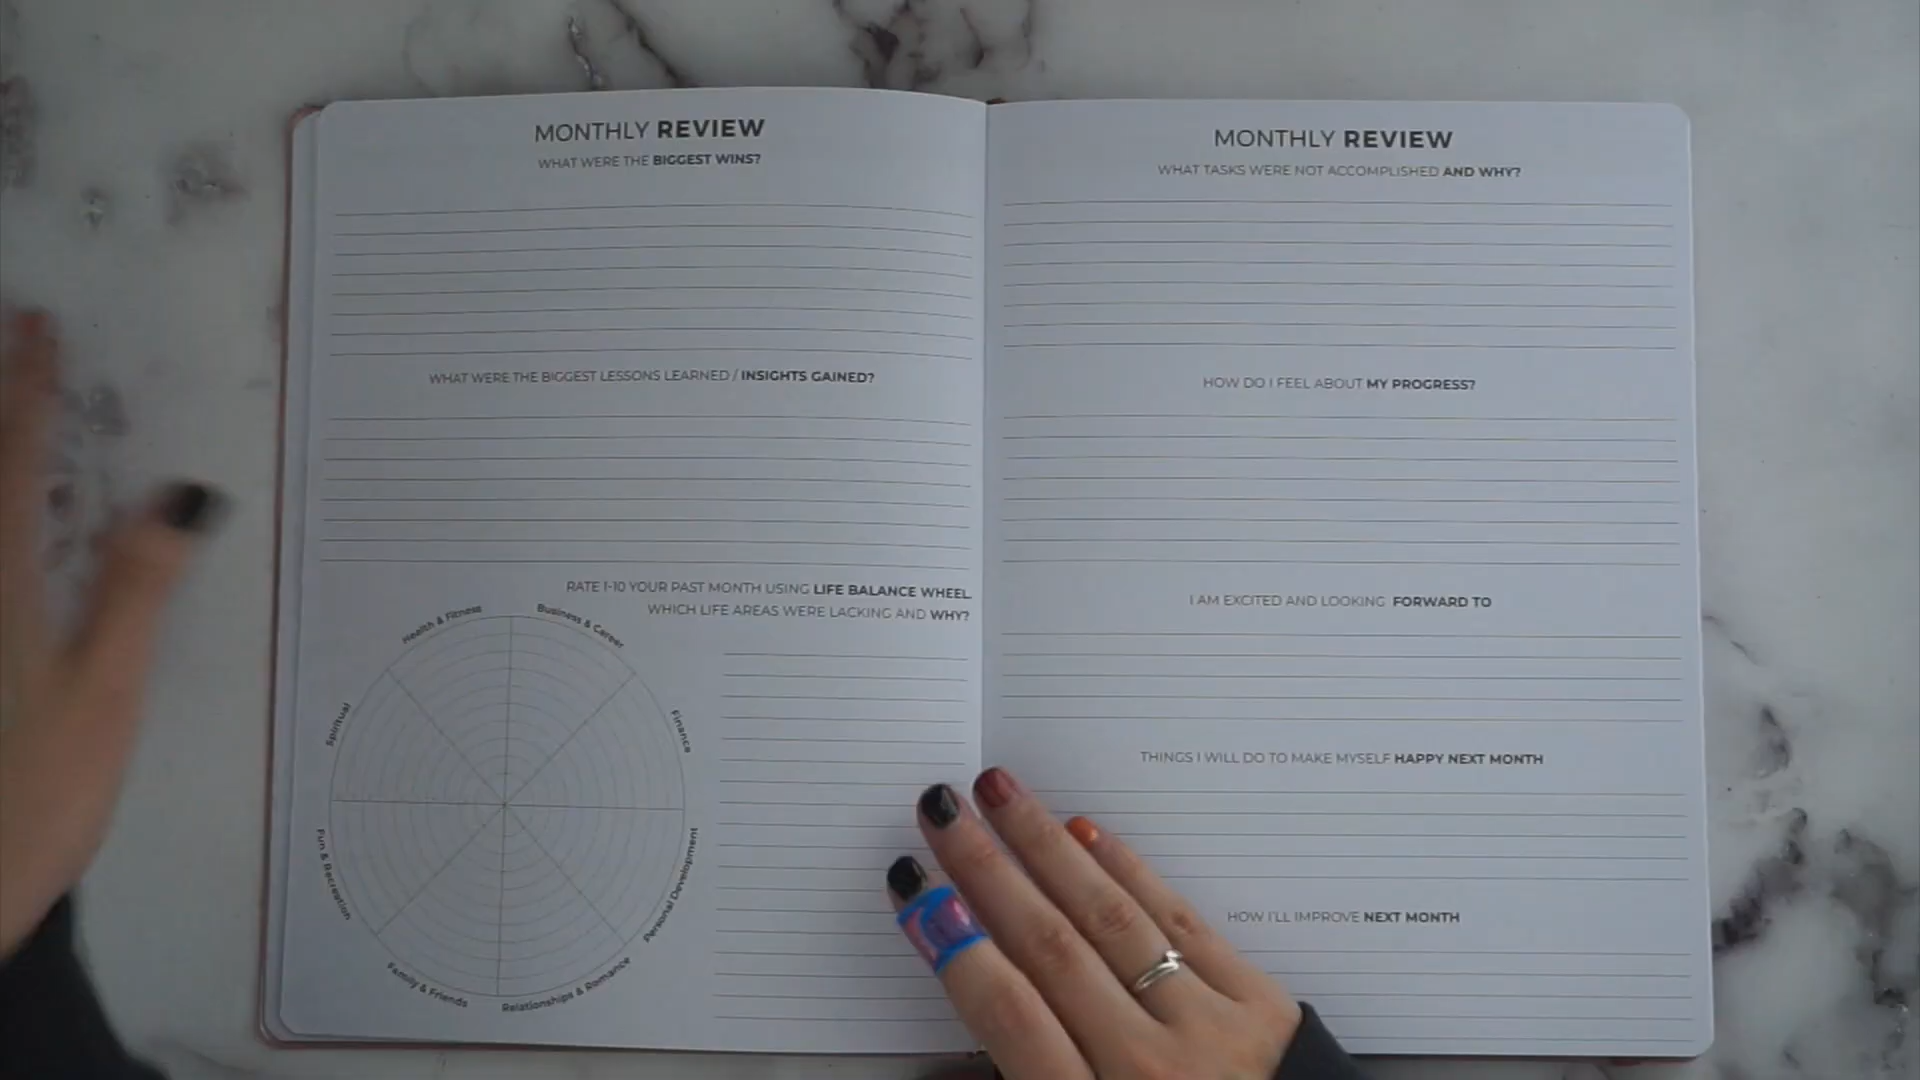 MONTHLY REVIEW
WHAT WERE THE BIGGEST WINS?
WHAT WERE THE BIGGEST LESSONS LEARNED / INSIGHTS GAINED?
RATE 1-10 YOUR PAST MONTH USING LIFE BALANCE WHEEL.
WHICH LIFE AREAS WERE LACKING AND WHY?
Health & Fitness
Business & Career
Finance
Personal Development
Relationships & Romance
Family & Friends
Fun & Recreation
Spiritual
MONTHLY REVIEW
WHAT TASKS WERE NOT ACCOMPLISHED AND WHY?
HOW DO I FEEL ABOUT MY PROGRESS?
I AM EXCITED AND LOOKING FORWARD TO
THINGS I WILL DO TO MAKE MYSELF HAPPY NEXT MONTH
HOW I'LL IMPROVE NEXT MONTH